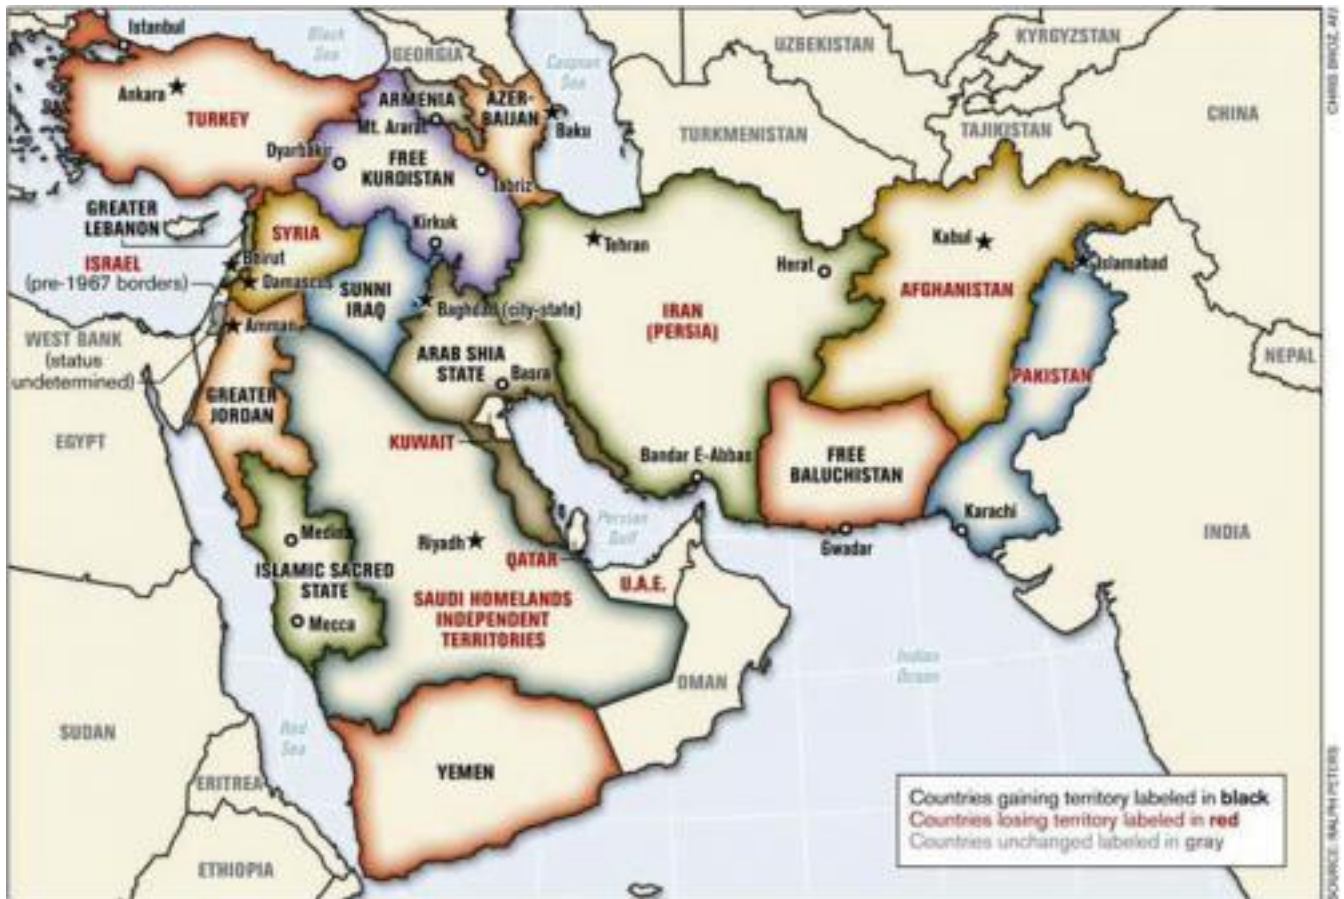 Istanbul
Black
Sea
GEORGIA
Caspian
Sea
UZBEKISTAN
KYRGYZSTAN
CHINA
Ankara
TURKEY
ARMENIA
AZER-
BAIJAN
Baku
TURKMENISTAN
TAJIKISTAN
Mt. Ararat
Dyarbakir
FREE
KURDISTAN
Tabriz
GREATER
LEBANON
SYRIA
Kirkuk
Tehran
Herat
Kabul
Islamabad
ISRAEL
(pre-1967 borders)
Beirut
Damascus
SUNNI
IRAQ
Baghdad (city-state)
IRAN
(PERSIA)
AFGHANISTAN
WEST BANK
(status
undetermined)
Amman
ARAB SHIA
STATE
Basra
PAKISTAN
NEPAL
GREATER
JORDAN
EGYPT
KUWAIT
Bandar E-Abbas
FREE
BALUCHISTAN
Karachi
Gwadar
INDIA
Medina
Riyadh
Persian
Gulf
ISLAMIC SACRED
STATE
QATAR
U.A.E.
Mecca
SAUDI HOMELANDS
INDEPENDENT
TERRITORIES
OMAN
Indian
Ocean
SUDAN
Red
Sea
ERITREA
YEMEN
ETHIOPIA
Countries gaining territory labeled in black
Countries losing territory labeled in red
Countries unchanged labeled in gray
SOURCE: RALPH PETERS